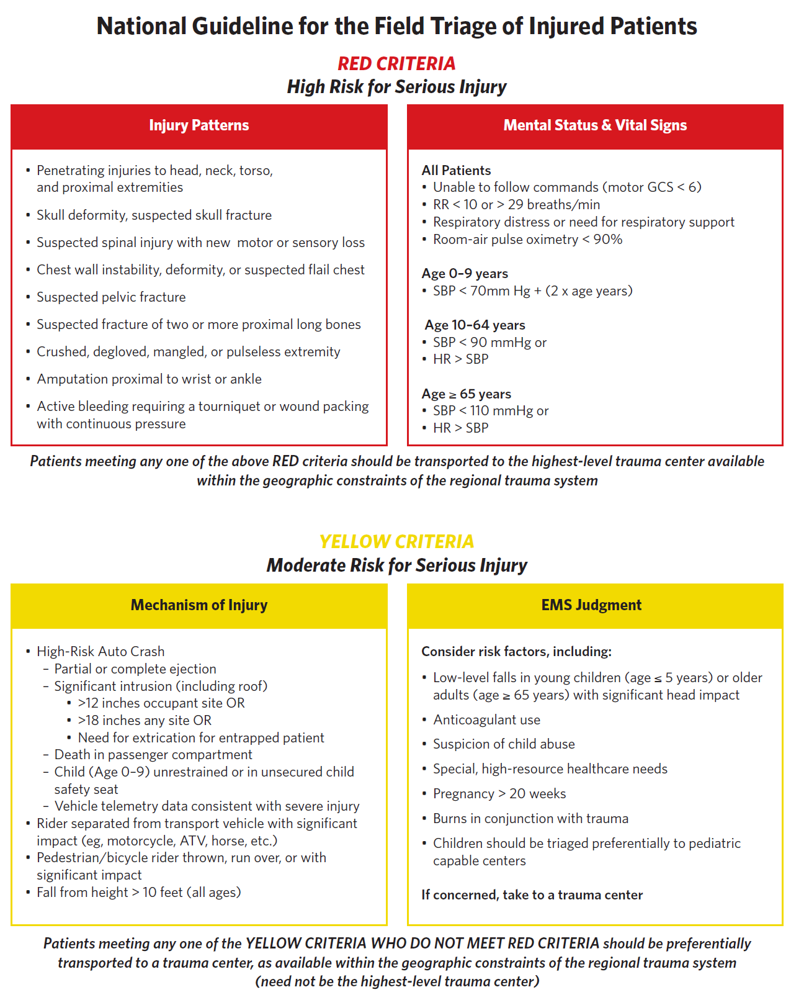 National Guideline for the Field Triage of Injured Patients
RED CRITERIA
High Risk for Serious Injury
Injury Patterns
• Penetrating injuries to head, neck, torso,
and proximal extremities
• Skull deformity, suspected skull fracture
• Suspected spinal injury with new motor or sensory loss
• Chest wall instability, deformity, or suspected flail chest
• Suspected pelvic fracture
• Suspected fracture of two or more proximal long bones
• Crushed, degloved, mangled, or pulseless extremity
• Amputation proximal to wrist or ankle
• Active bleeding requiring a tourniquet or wound packing
with continuous pressure
Mental Status & Vital Signs
All Patients
• Unable to follow commands (motor GCS < 6)
• RR < 10 or > 29 breaths/min
• Respiratory distress or need for respiratory support
• Room-air pulse oximetry < 90%
Age 0–9 years
• SBP < 70mm Hg + (2 x age years)
Age 10–64 years
• SBP < 90 mmHg or
• HR > SBP
Age ≥ 65 years
• SBP < 110 mmHg or
• HR > SBP
Patients meeting any one of the above RED criteria should be transported to the highest-level trauma center available
within the geographic constraints of the regional trauma system
YELLOW CRITERIA
Moderate Risk for Serious Injury
Mechanism of Injury
• High-Risk Auto Crash
– Partial or complete ejection
– Significant intrusion (including roof)
• >12 inches occupant site OR
• >18 inches any site OR
• Need for extrication for entrapped patient
– Death in passenger compartment
– Child (Age 0–9) unrestrained or in unsecured child
safety seat
– Vehicle telemetry data consistent with severe injury
• Rider separated from transport vehicle with significant
impact (eg, motorcycle, ATV, horse, etc.)
• Pedestrian/bicycle rider thrown, run over, or with
significant impact
• Fall from height > 10 feet (all ages)
EMS Judgment
Consider risk factors, including:
• Low-level falls in young children (age ≤ 5 years) or older
adults (age ≥ 65 years) with significant head impact
• Anticoagulant use
• Suspicion of child abuse
• Special, high-resource healthcare needs
• Pregnancy > 20 weeks
• Burns in conjunction with trauma
• Children should be triaged preferentially to pediatric
capable centers
If concerned, take to a trauma center
Patients meeting any one of the YELLOW CRITERIA WHO DO NOT MEET RED CRITERIA should be preferentially
transported to a trauma center, as available within the geographic constraints of the regional trauma system
(need not be the highest-level trauma center)